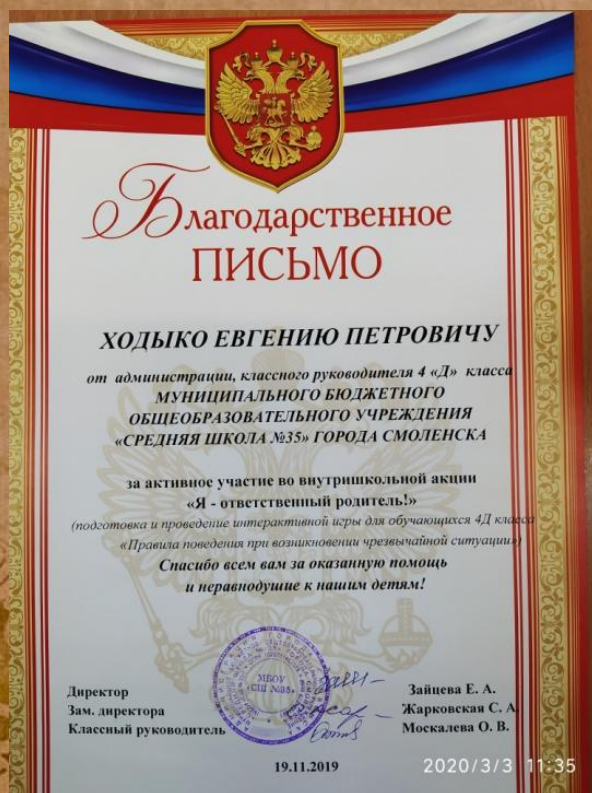 Благодарственное
ПИСЬМО
ХОДЫКО ЕВГЕНИЮ ПЕТРОВИЧУ
от администрации, классного руководителя 4 «Д» класса
МУНИЦИПАЛЬНОГО БЮДЖЕТНОГО
ОБЩЕОБРАЗОВАТЕЛЬНОГО УЧРЕЖДЕНИЯ
«СРЕДНЯЯ ШКОЛА №35» ГОРОДА СМОЛЕНСКА
за активное участие во внутришкольной акции
«Я - ответственный родитель!»
(подготовка и проведение интерактивной игры для обучающихся 4Д класса
«Правила поведения при возникновении чрезвычайной ситуации»)
Спасибо всем вам за оказанную помощь
и неравнодушие к нашим детям!
МБОУ
«СШ №35»
Директор Зайцева Е. А.
Зам. директора Жарковская С. А.
Классный руководитель Москалева О. В.
19.11.2019
2020/3/3 11:35